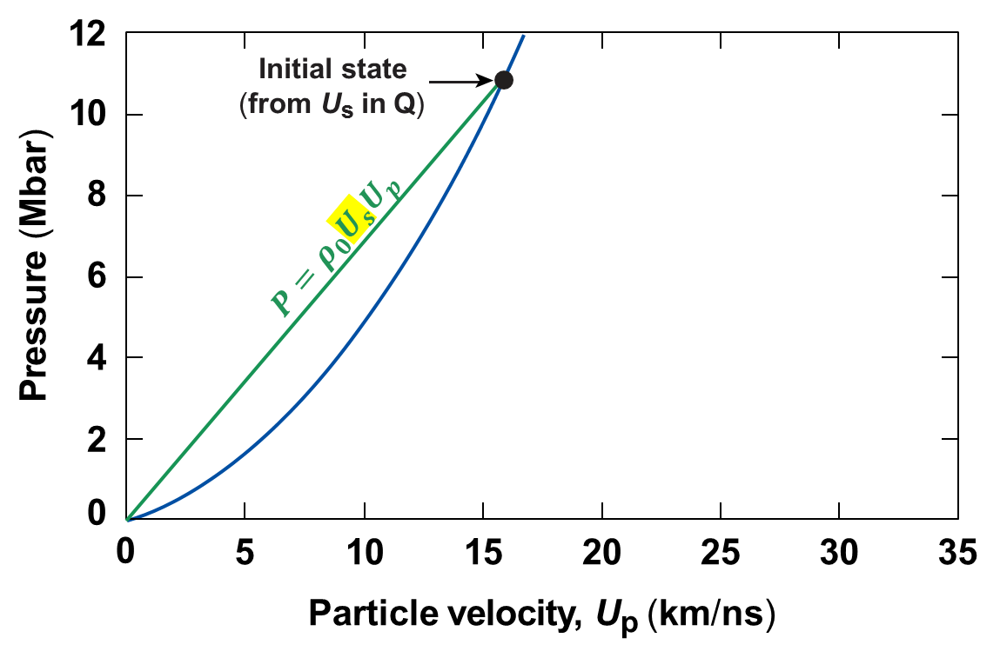 12
10
8
6
4
2
0
Pressure (Mbar)
Initial state
(from Us in Q)
P = ρ0UsUp
0 5 10 15 20 25 30 35
Particle velocity, Up (km/ns)